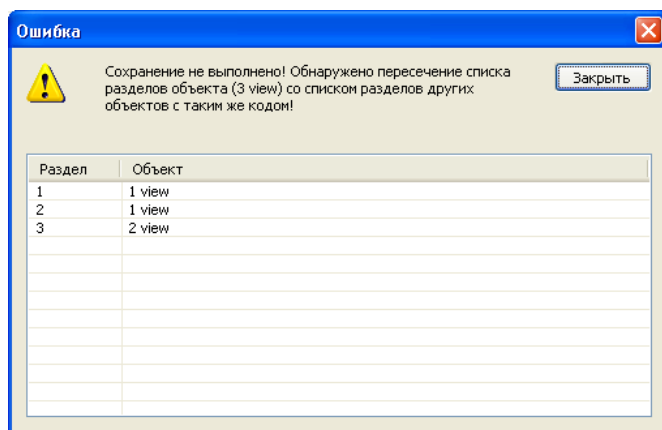 Ошибка
Сохранение не выполнено! Обнаружено пересечение списка
разделов объекта (3 view) со списком разделов других
объектов с таким же кодом!
Закрыть
Раздел Объект
1 1 view
2 1 view
3 2 view